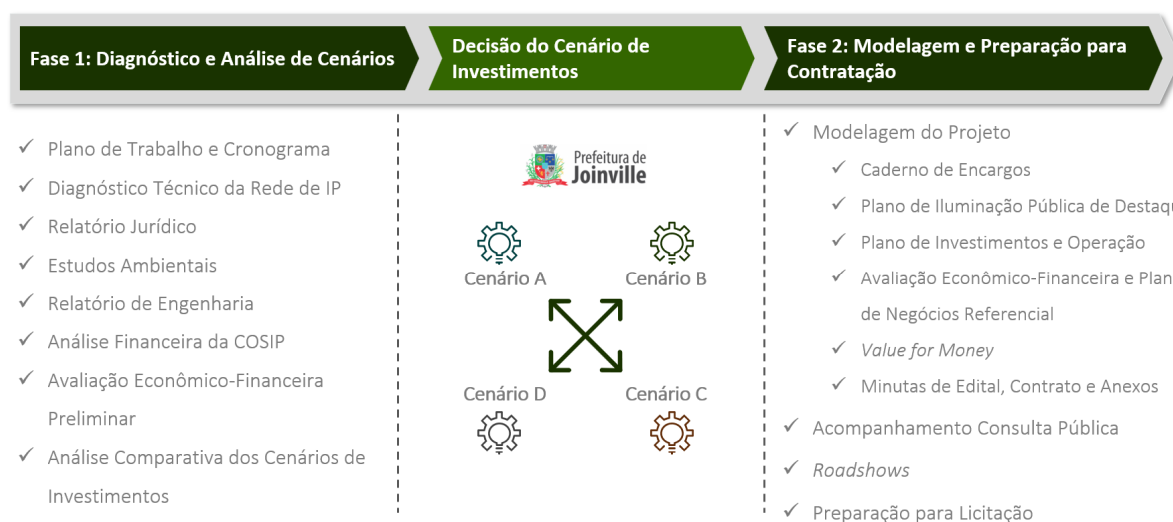 Fase 1: Diagnóstico e Análise de Cenários
Decisão do Cenário de
Investimentos
Fase 2: Modelagem e Preparação para
Contratação
Plano de Trabalho e Cronograma
Diagnóstico Técnico da Rede de IP
Relatório Jurídico
Estudos Ambientais
Relatório de Engenharia
Análise Financeira da COSIP
Avaliação Econômico-Financeira
Preliminar
Análise Comparativa dos Cenários de
Investimentos
Prefeitura de
Joinville
Cenário A
Cenário B
Cenário D
Cenário C
Modelagem do Projeto
Caderno de Encargos
Plano de Iluminação Pública de Destaqu
Plano de Investimentos e Operação
Avaliação Econômico-Financeira e Plan
de Negócios Referencial
Value for Money
Minutas de Edital, Contrato e Anexos
Acompanhamento Consulta Pública
Roadshows
Preparação para Licitação